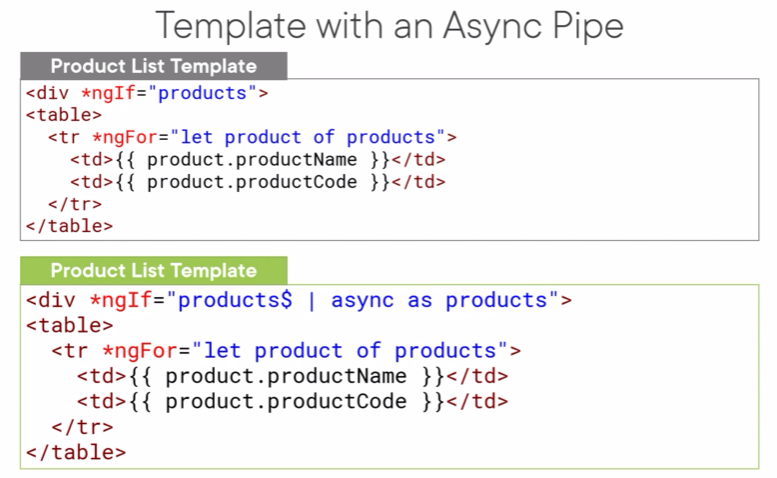 Template with an Async Pipe
Product List Template
<div *ngIf="products">
<table>
<tr *ngFor="let product of products">
<td>{{ product.productName }}</td>
<td>{{ product.productCode }}</td>
</tr>
</table>
Product List Template
<div *ngIf="products$ | async as products">
<table>
<tr *ngFor="let product of products">
<td>{{ product.productName }}</td>
<td>{{ product.productCode }}</td>
</tr>
</table>